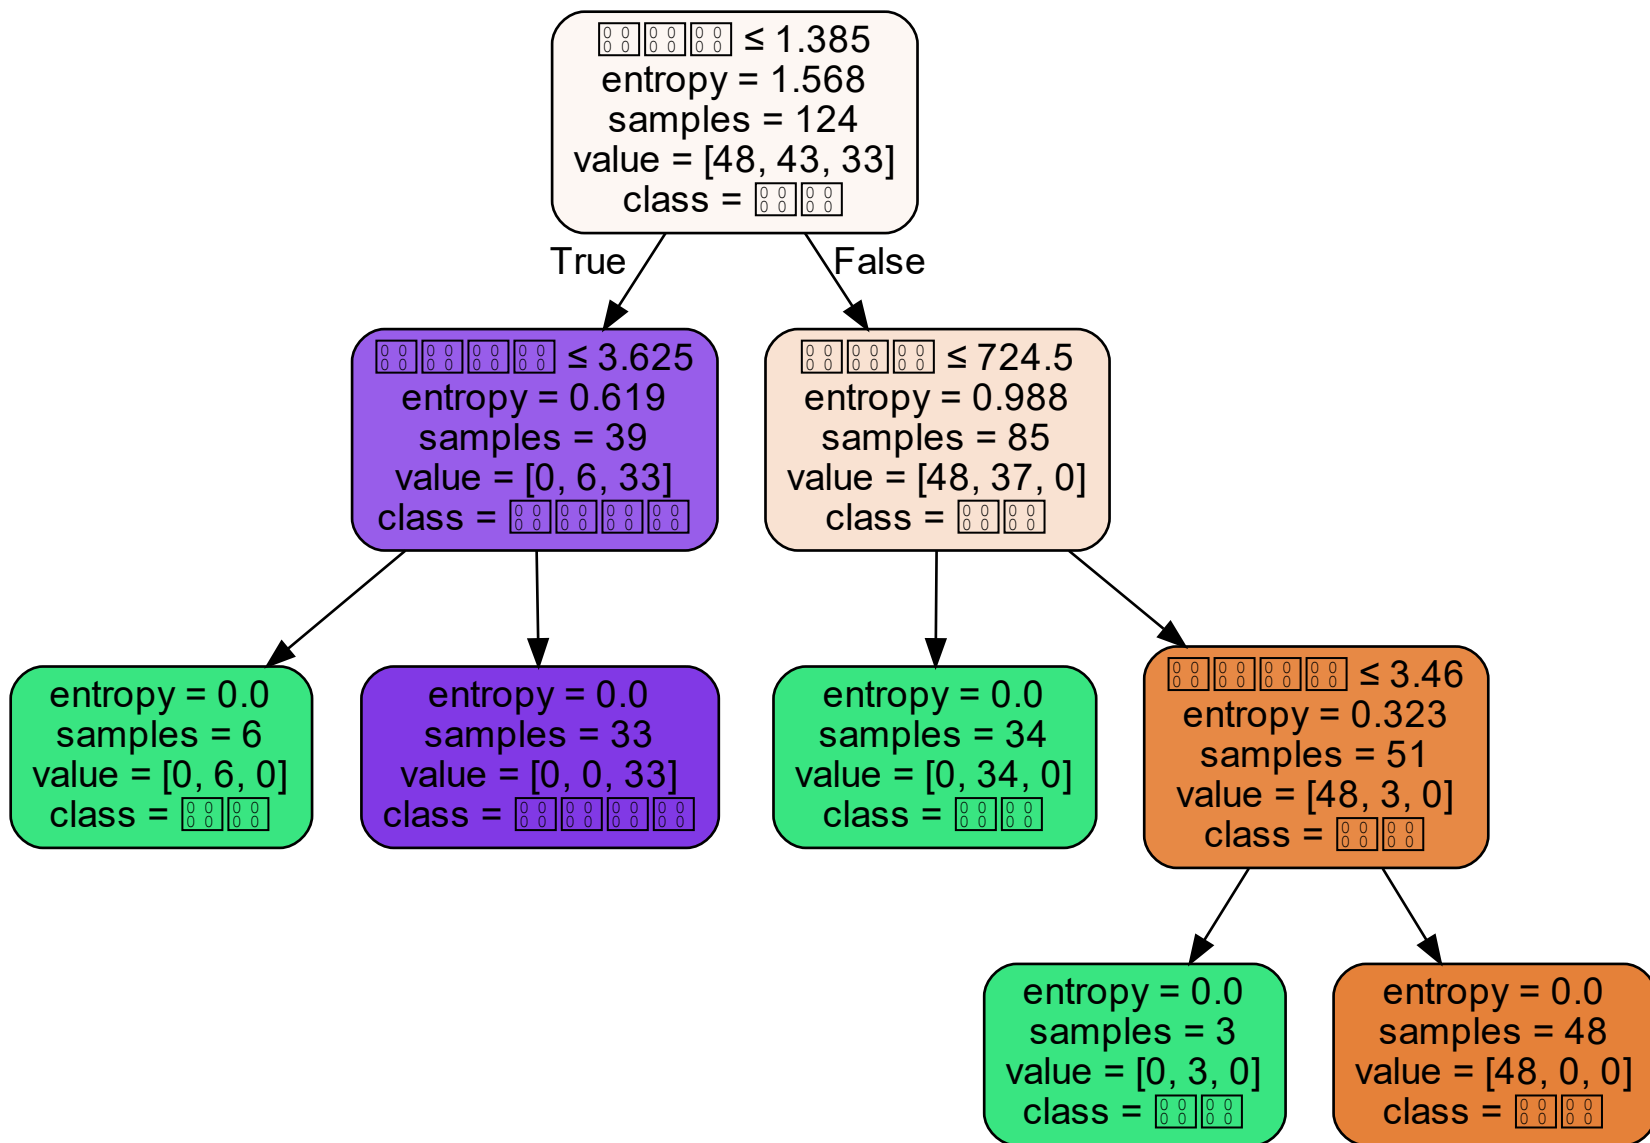 ≤ 1.385
entropy = 1.568
samples = 124
value = [48, 43, 33]
class =
True
False
≤ 3.625
entropy = 0.619
samples = 39
value = [0, 6, 33]
class =
≤ 724.5
entropy = 0.988
samples = 85
value = [48, 37, 0]
class =
entropy = 0.0
samples = 6
value = [0, 6, 0]
class =
entropy = 0.0
samples = 33
value = [0, 0, 33]
class =
entropy = 0.0
samples = 34
value = [0, 34, 0]
class =
≤ 3.46
entropy = 0.323
samples = 51
value = [48, 3, 0]
class =
entropy = 0.0
samples = 3
value = [0, 3, 0]
class =
entropy = 0.0
samples = 48
value = [48, 0, 0]
class =